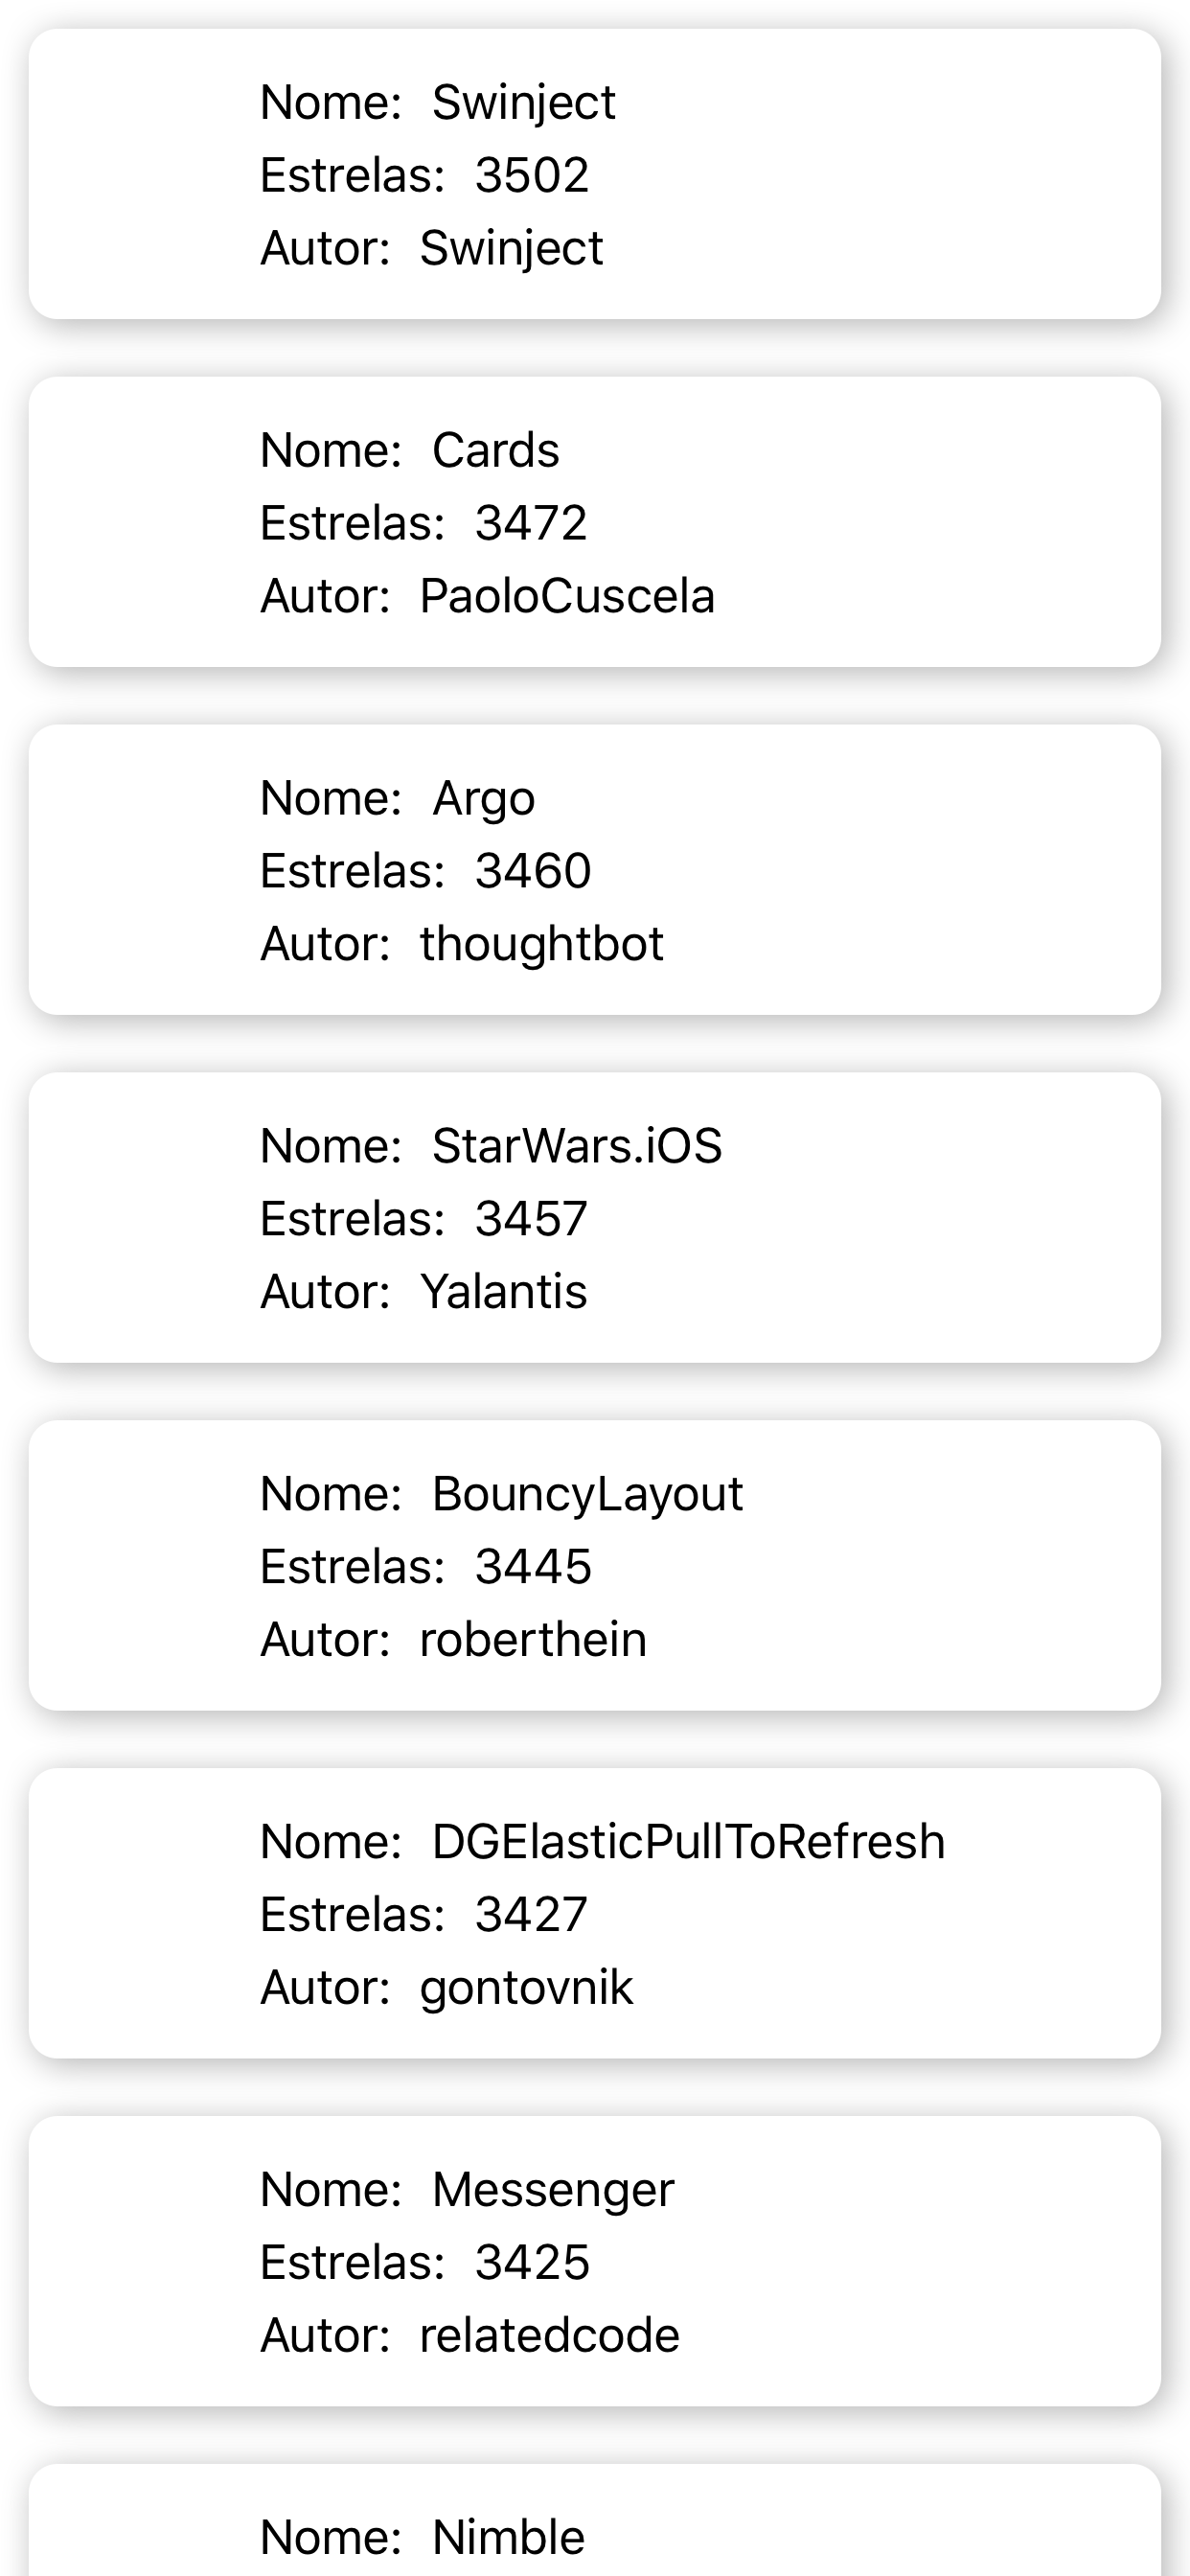 Nome: Swinject
Estrelas: 3502
Autor: Swinject
Nome: Cards
Estrelas: 3472
Autor: PaoloCuscela
Nome: Argo
Estrelas: 3460
Autor: thoughtbot
Nome: StarWars.iOS
Estrelas: 3457
Autor: Yalantis
Nome: BouncyLayout
Estrelas: 3445
Autor: roberthein
Nome: DGElasticPullToRefresh
Estrelas: 3427
Autor: gontovnik
Nome: Messenger
Estrelas: 3425
Autor: relatedcode
Nome: Nimble